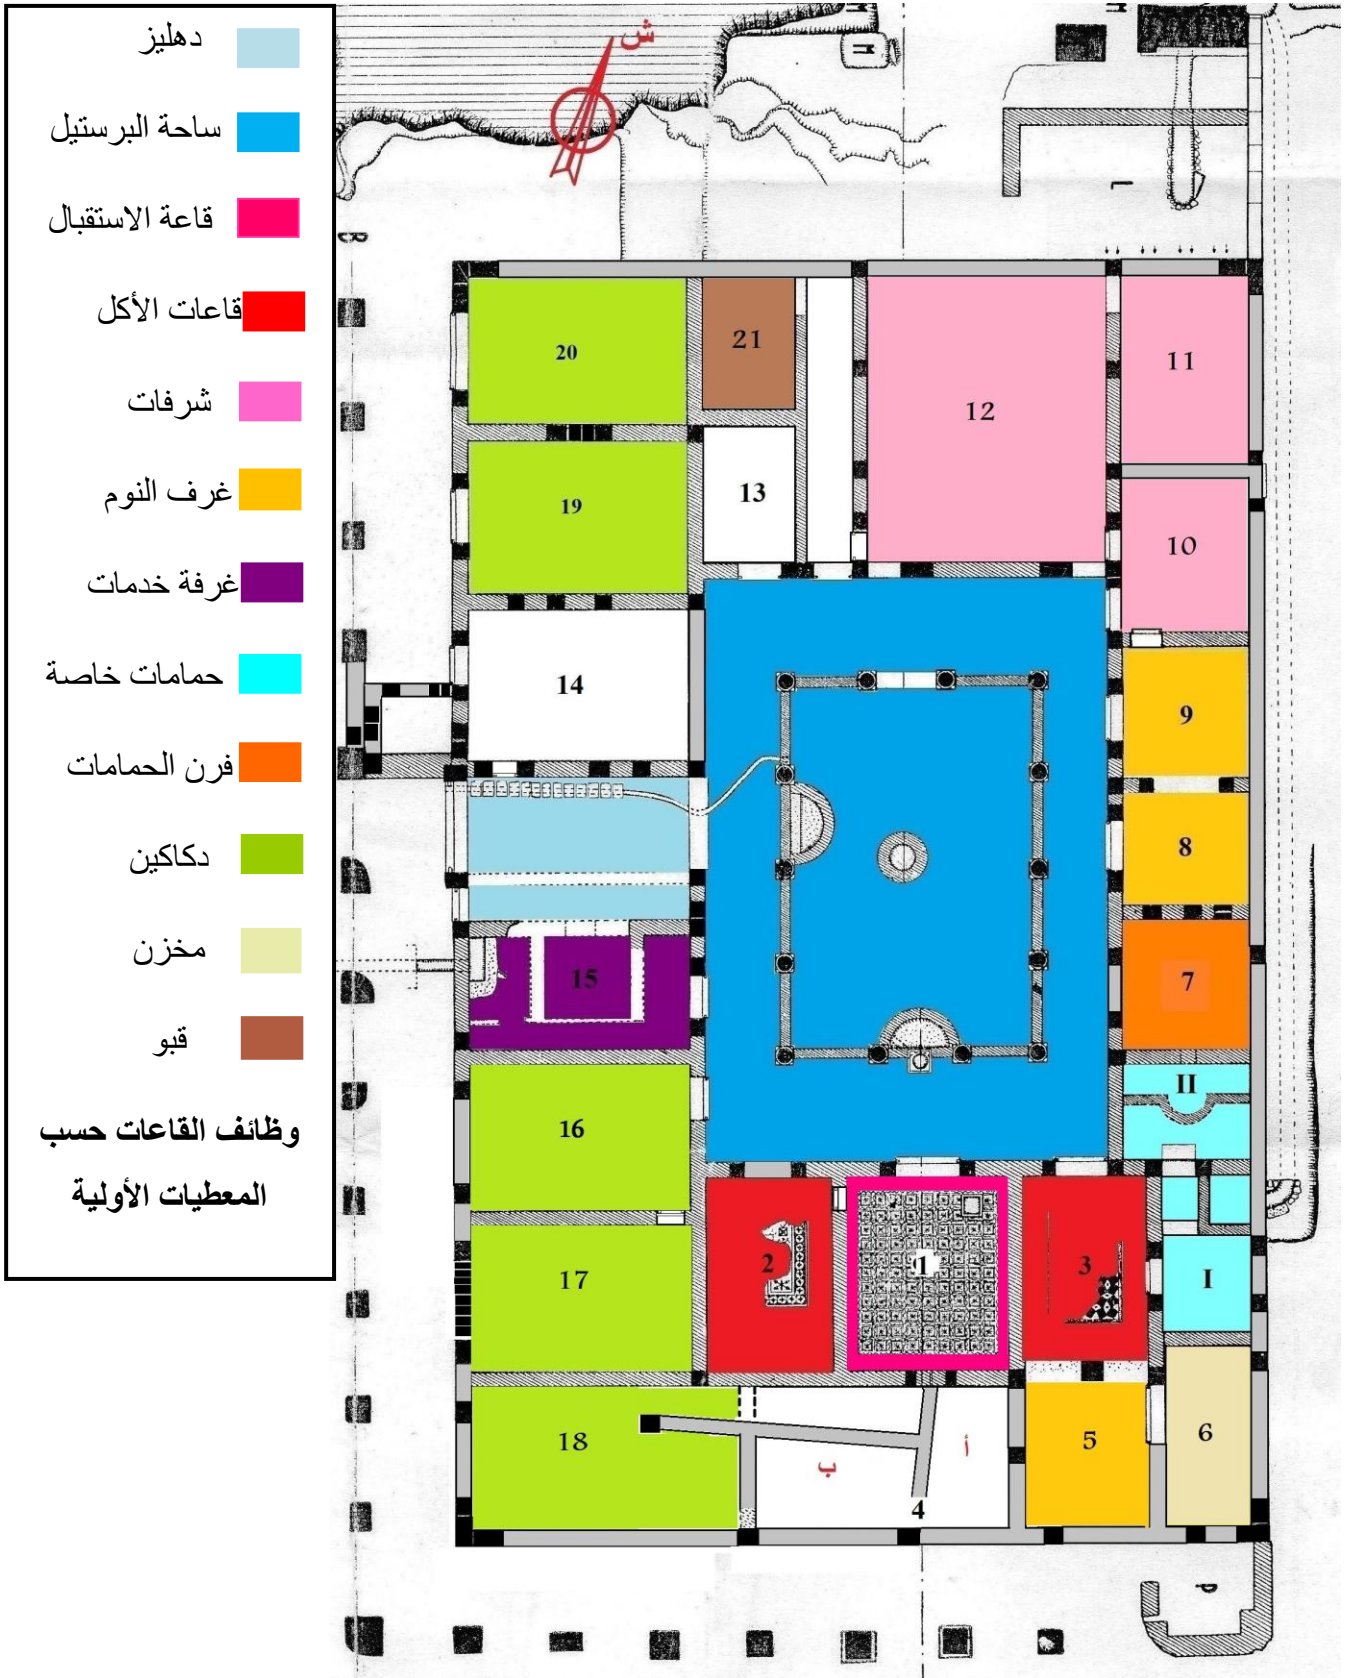 دهليز
ساحة البرستيل
قاعة الاستقبال
قاعات الأكل
شرفات
غرف النوم
غرفة خدمات
حمامات خاصة
فرن الحمامات
دكاكين
مخزن
قبو
وظائف القاعات حسب
المعطيات الأولية
ش
L
20
21
12
11
19
13
10
14
9
8
15
7
II
16
2
1
3
I
17
18
ب
أ
4
5
6